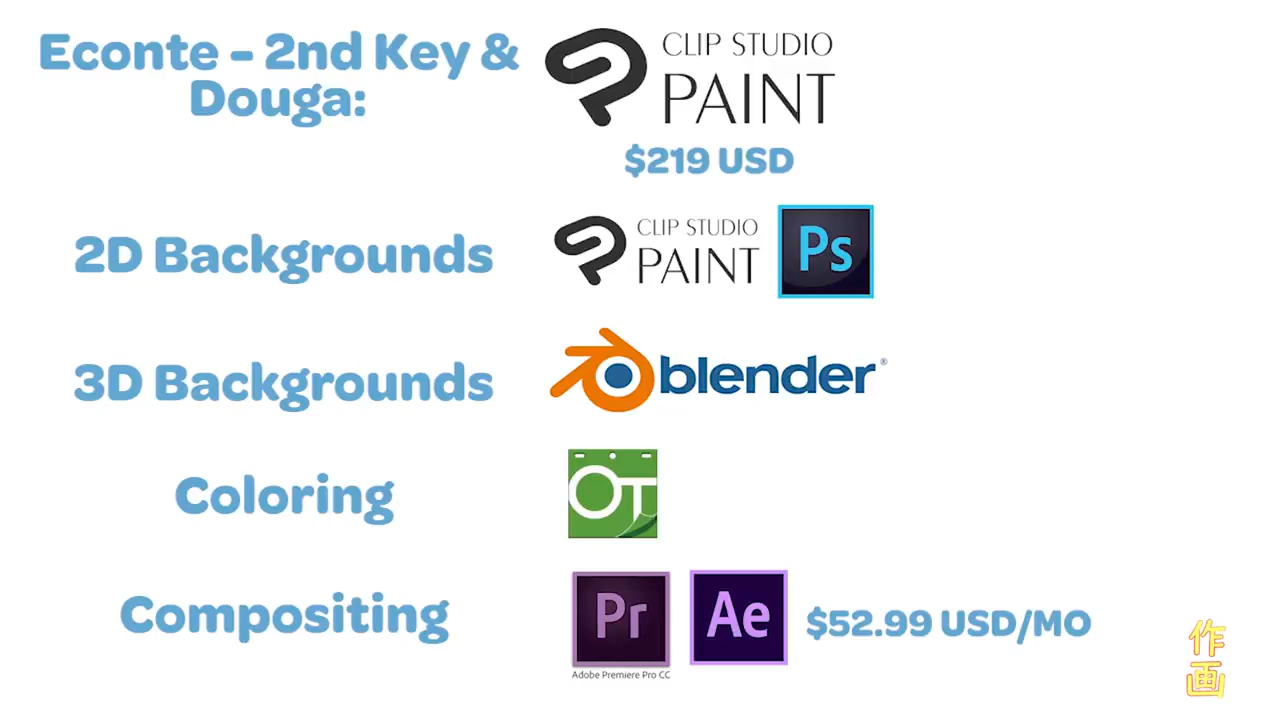 Econte - 2nd Key &
Douga:
CLIP STUDIO
PAINT
$219 USD
2D Backgrounds
CLIP STUDIO
PAINT
Ps
3D Backgrounds
blender®
Coloring
OT
Compositing
Pr
Adobe Premiere Pro CC
Ae
$52.99 USD/MO
作
画